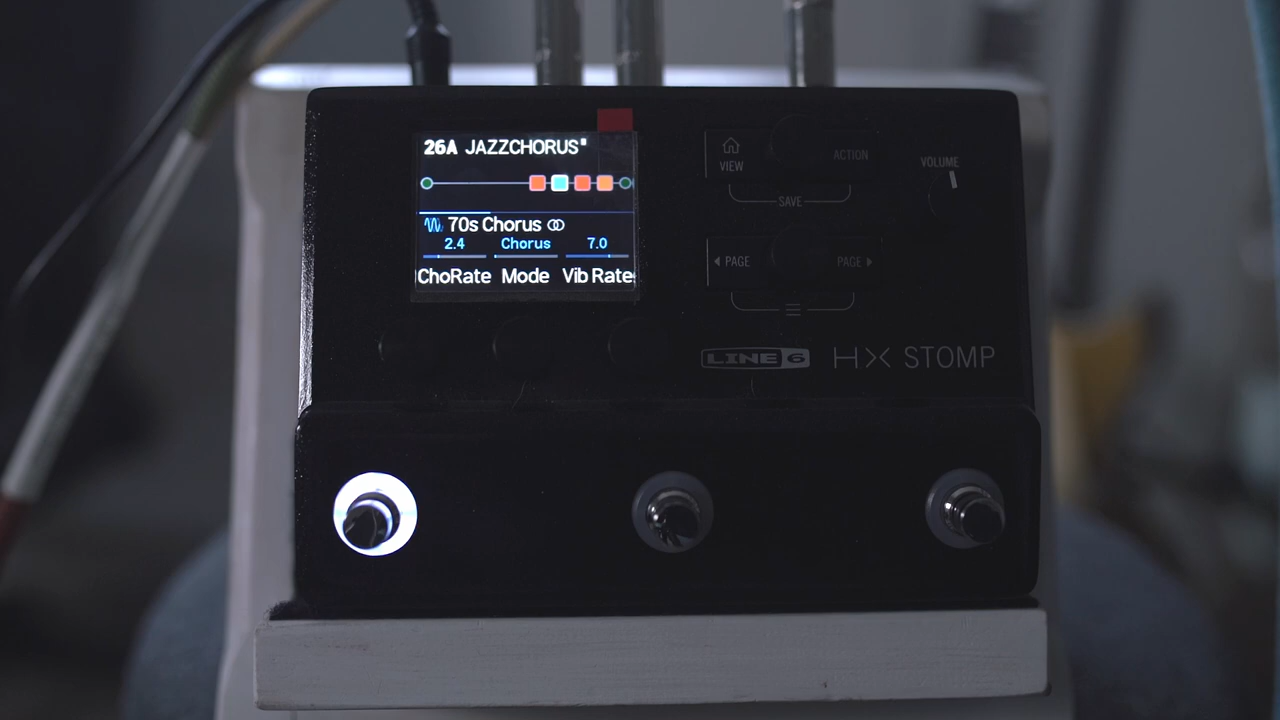 26A JAZZCHORUS
70s Chorus
2.4 Chorus 7.0
ChoRate Mode Vib Rate
VIEW
ACTION
SAVE
VOLUME
PAGE
PAGE
LINE 6 HX STOMP